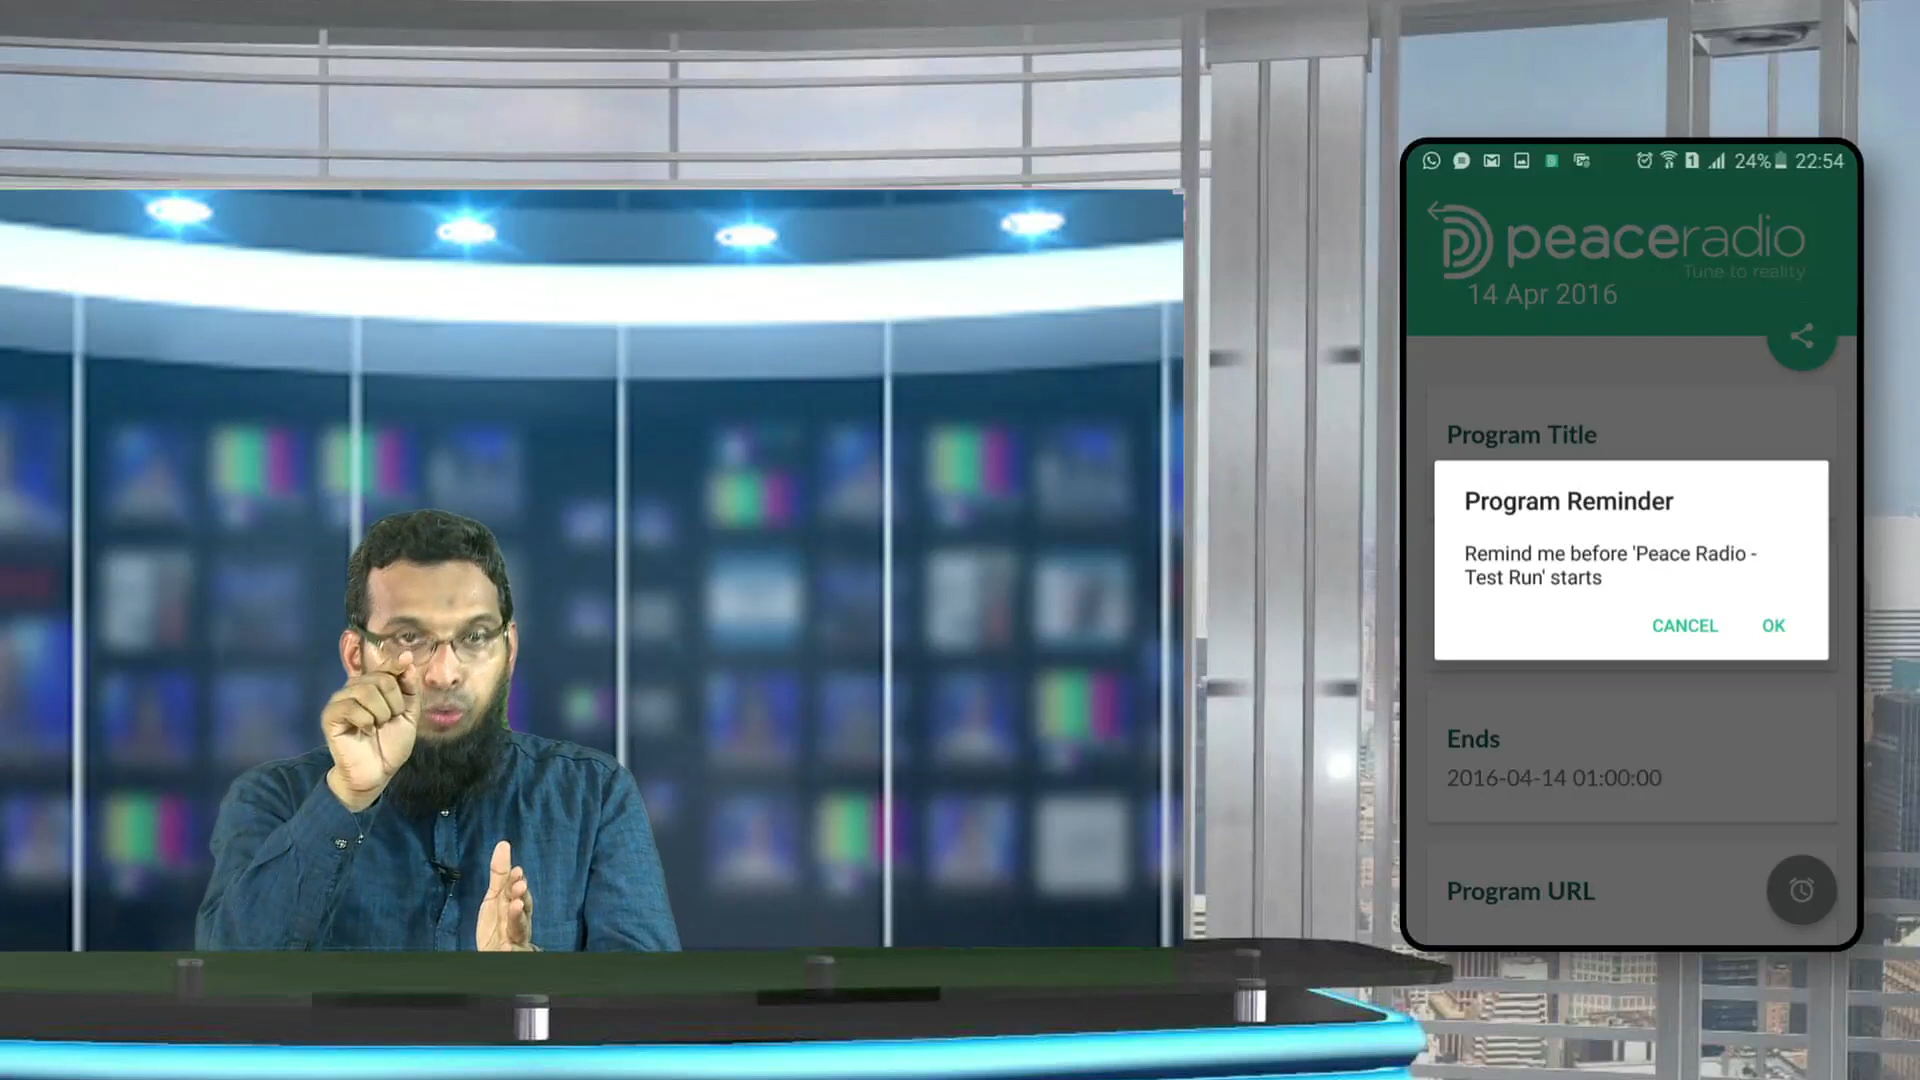 24% 22:54
peaceradio
Tune to reality
14 Apr 2016
Program Title
Program Reminder
Remind me before 'Peace Radio -
Test Run' starts
CANCEL OK
Ends
2016-04-14 01:00:00
Program URL